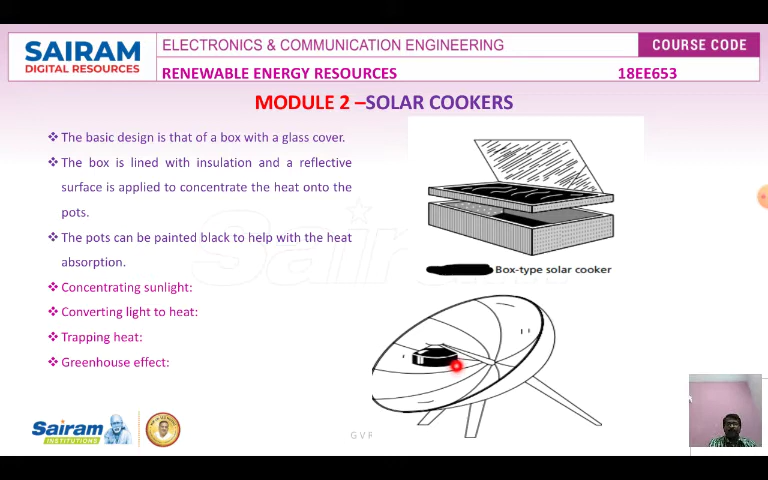 SAIRAM
DIGITAL RESOURCES
ELECTRONICS & COMMUNICATION ENGINEERING
COURSE CODE
RENEWABLE ENERGY RESOURCES
18EE653
MODULE 2 –SOLAR COOKERS
❖ The basic design is that of a box with a glass cover.
❖ The box is lined with insulation and a reflective
surface is applied to concentrate the heat onto the
pots.
❖ The pots can be painted black to help with the heat
absorption.
❖ Concentrating sunlight:
❖ Converting light to heat:
❖ Trapping heat:
❖ Greenhouse effect:
Box-type solar cooker
Sairam
INSTITUTIONS
G V F